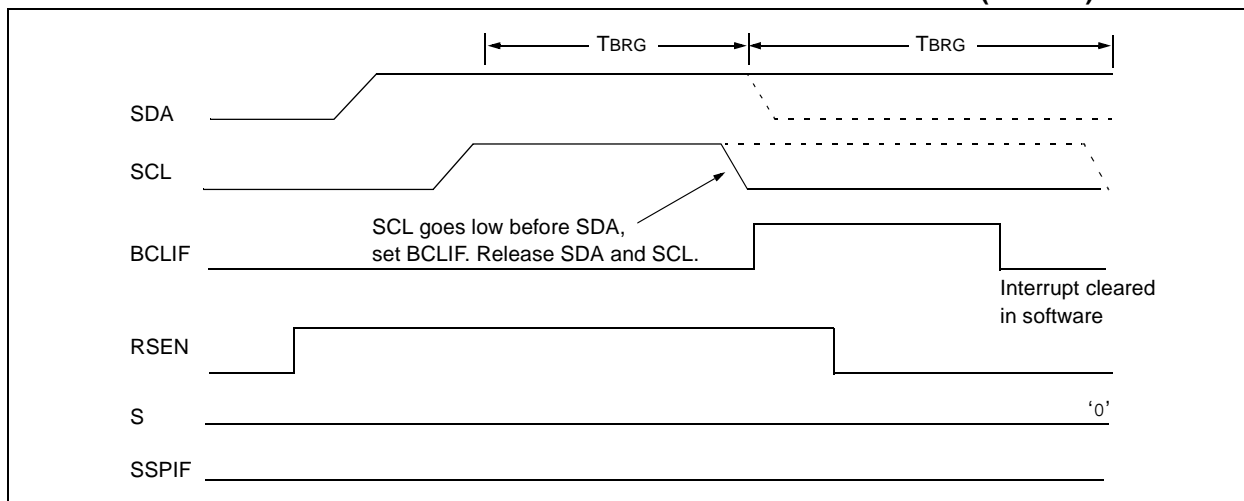 TBRG TBRG
SDA
SCL
SCL goes low before SDA,
set BCLIF. Release SDA and SCL.
BCLIF
Interrupt cleared
in software
RSEN
S
‘0’
SSPIF